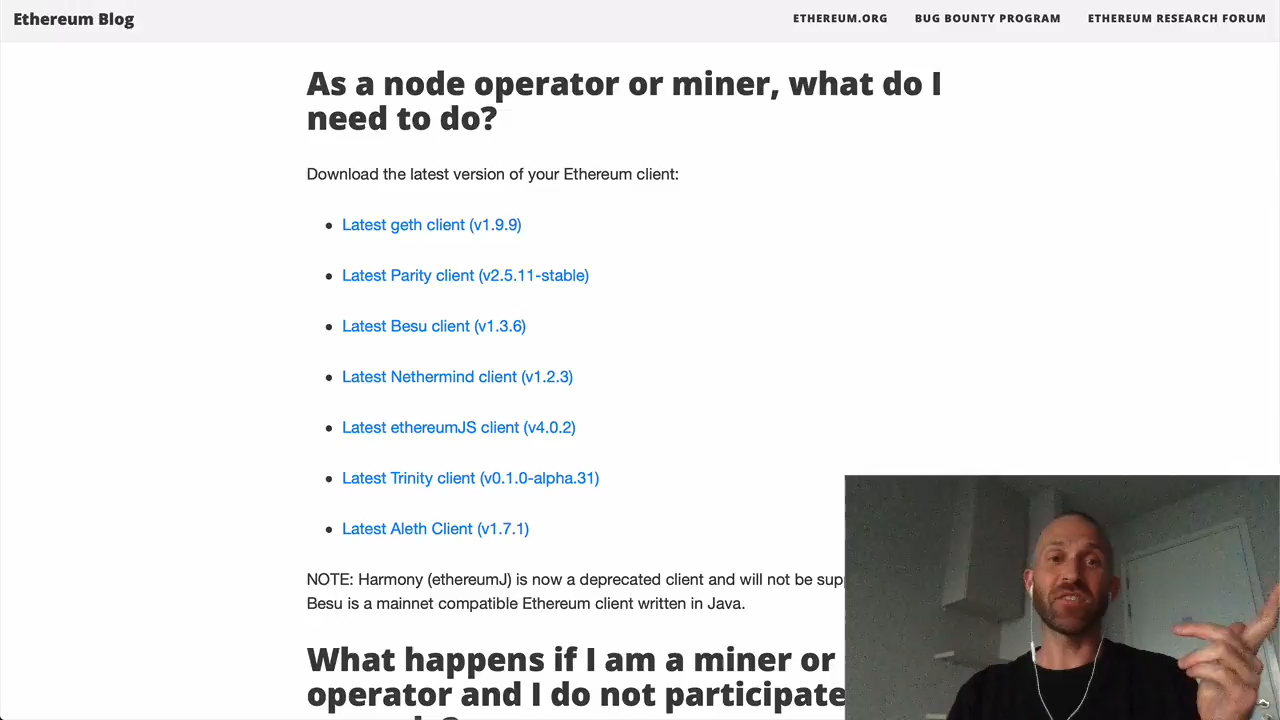 Ethereum Blog
ETHEREUM.ORG
BUG BOUNTY PROGRAM
ETHEREUM RESEARCH FORUM
As a node operator or miner, what do I
need to do?
Download the latest version of your Ethereum client:
Latest geth client (v1.9.9)
Latest Parity client (v2.5.11-stable)
Latest Besu client (v1.3.6)
Latest Nethermind client (v1.2.3)
Latest ethereumJS client (v4.0.2)
Latest Trinity client (v0.1.0-alpha.31)
Latest Aleth Client (v1.7.1)
NOTE: Harmony (ethereumJ) is now a deprecated client and will not be
Besu is a mainnet compatible Ethereum client written in Java.
What happens if I am a miner or
operator and I do not participate